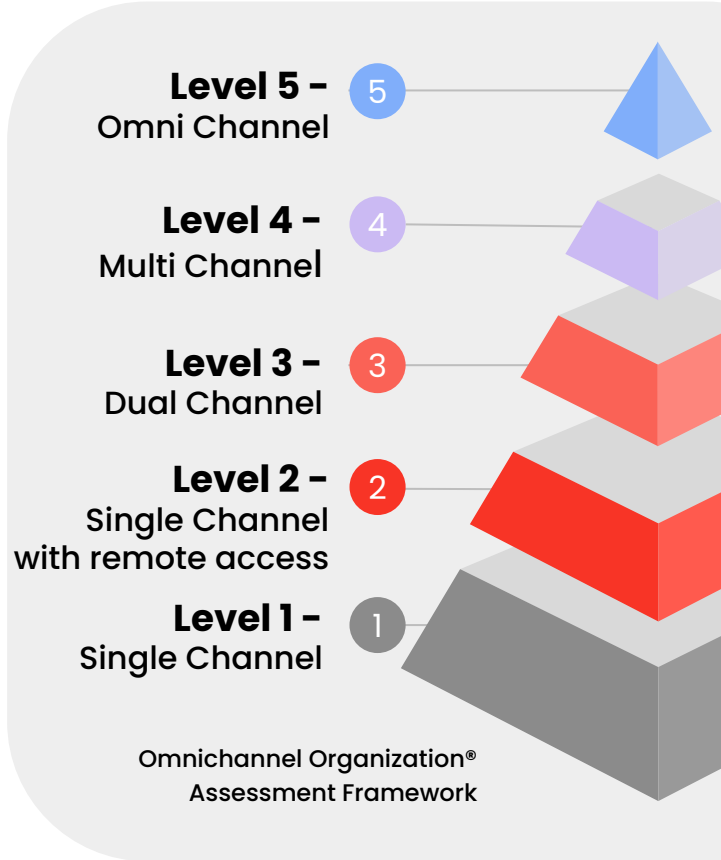 Level 5 –
5
Omni Channel
Level 4 –
4
Multi Channel
Level 3 –
3
Dual Channel
Level 2 –
2
Single Channel
with remote access
Level 1 –
1
Single Channel
Omnichannel Organization®
Assessment Framework